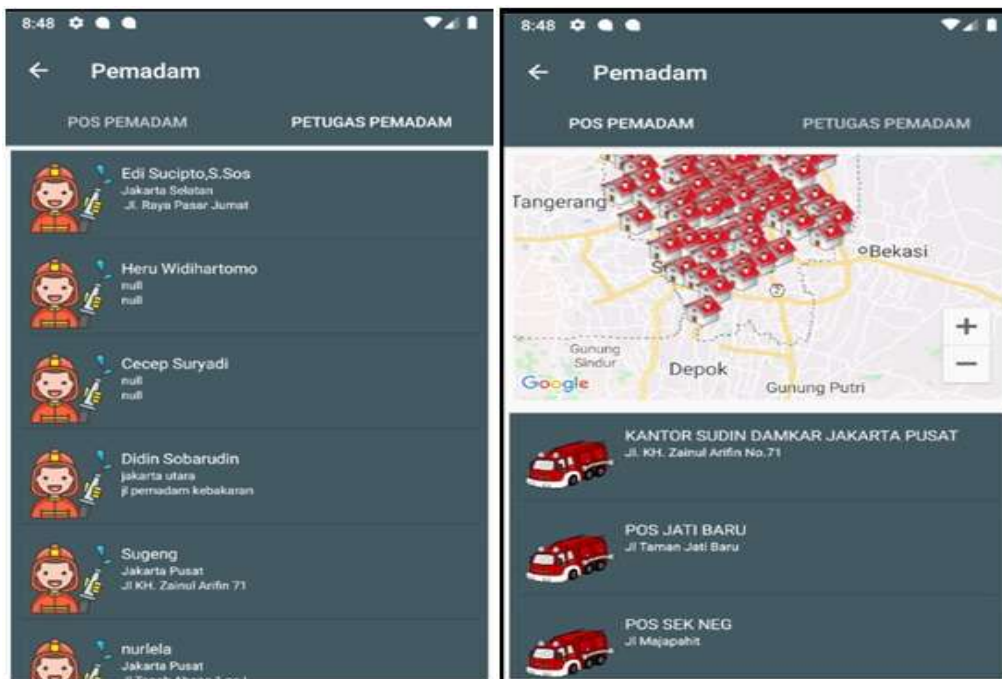 8:48
Pemadam
POS PEMADAM PETUGAS PEMADAM
Edi Sucipto,S.Sos
Jakarta Selatan
Jl. Raya Pasar Jumat
Heru Widihartomo
null
null
Cecep Suryadi
null
null
Didin Sobarudin
jakarta utara
jl pemadam kebakaran
Sugeng
Jakarta Pusat
Jl KH. Zainul Arifin 71
nurlela
Jakarta Pusat
8:48
Pemadam
POS PEMADAM PETUGAS PEMADAM
Tangerang
Bekasi
Gunung
Sindur
Depok
Google
Gunung Putri
+
−
KANTOR SUDIN DAMKAR JAKARTA PUSAT
Jl. KH. Zainul Arifin No.71
POS JATI BARU
Jl Taman Jati Baru
POS SEK NEG
Jl Majapahit